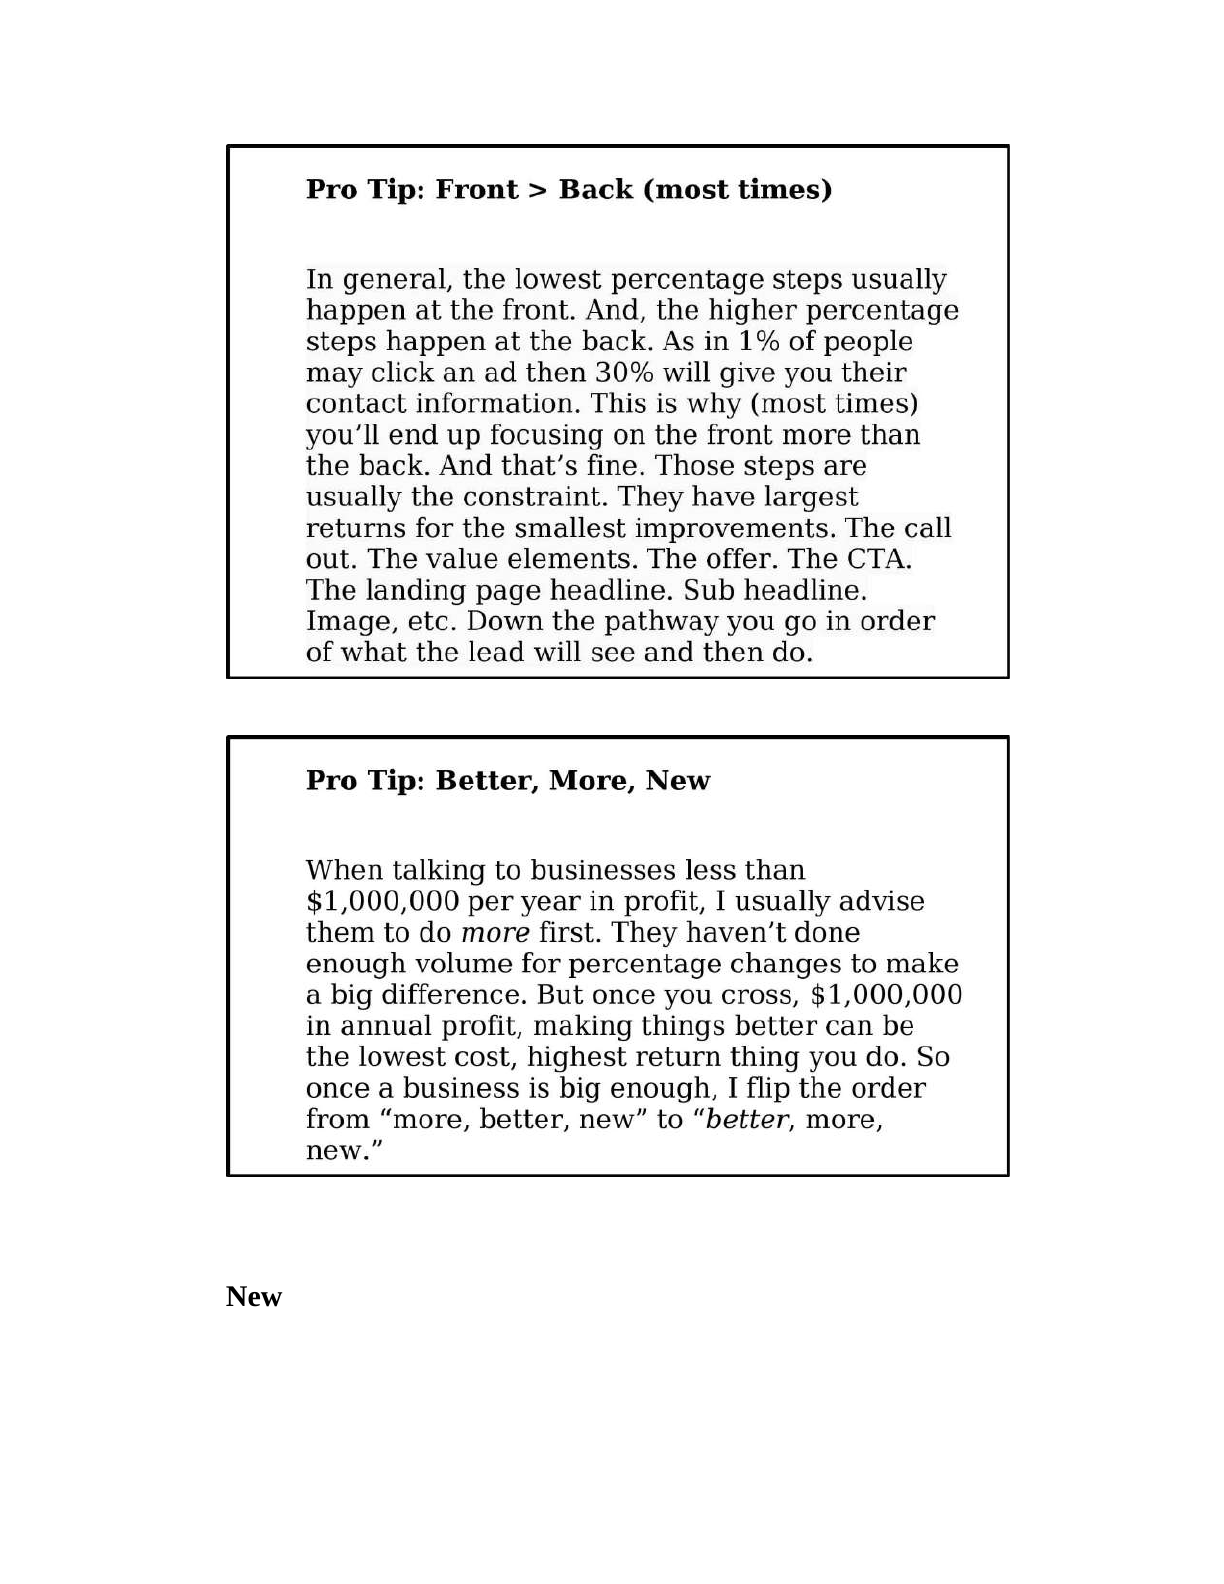 Pro Tip: Front > Back (most times)
In general, the lowest percentage steps usually
happen at the front. And, the higher percentage
steps happen at the back. As in 1% of people
may click an ad then 30% will give you their
contact information. This is why (most times)
you’ll end up focusing on the front more than
the back. And that’s fine. Those steps are
usually the constraint. They have largest
returns for the smallest improvements. The call
out. The value elements. The offer. The CTA.
The landing page headline. Sub headline.
Image, etc. Down the pathway you go in order
of what the lead will see and then do.
Pro Tip: Better, More, New
When talking to businesses less than
$1,000,000 per year in profit, I usually advise
them to do more first. They haven’t done
enough volume for percentage changes to make
a big difference. But once you cross, $1,000,000
in annual profit, making things better can be
the lowest cost, highest return thing you do. So
once a business is big enough, I flip the order
from “more, better, new” to “better, more,
new.”
New